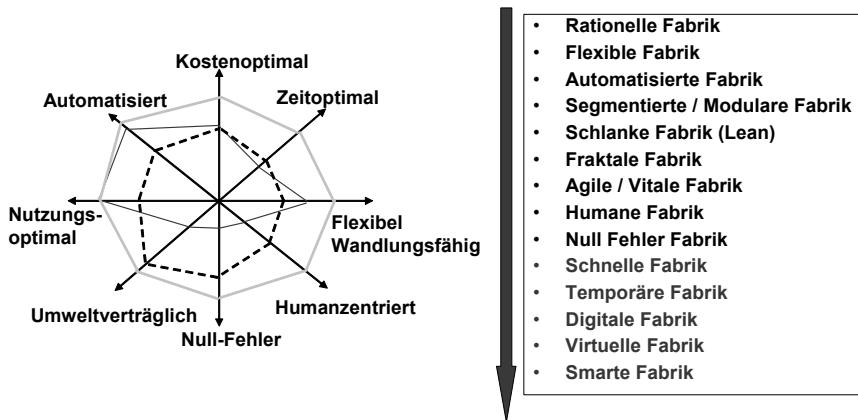 Kostenoptimal
Zeitoptimal
Automatisiert
Nutzungs-
optimal
Flexibel
Wandlungsfähig
Umweltverträglich
Humanzentriert
Null-Fehler
• Rationelle Fabrik
• Flexible Fabrik
• Automatisierte Fabrik
• Segmentierte / Modulare Fabrik
• Schlanke Fabrik (Lean)
• Fraktale Fabrik
• Agile / Vitale Fabrik
• Humane Fabrik
• Null Fehler Fabrik
• Schnelle Fabrik
• Temporäre Fabrik
• Digitale Fabrik
• Virtuelle Fabrik
• Smarte Fabrik